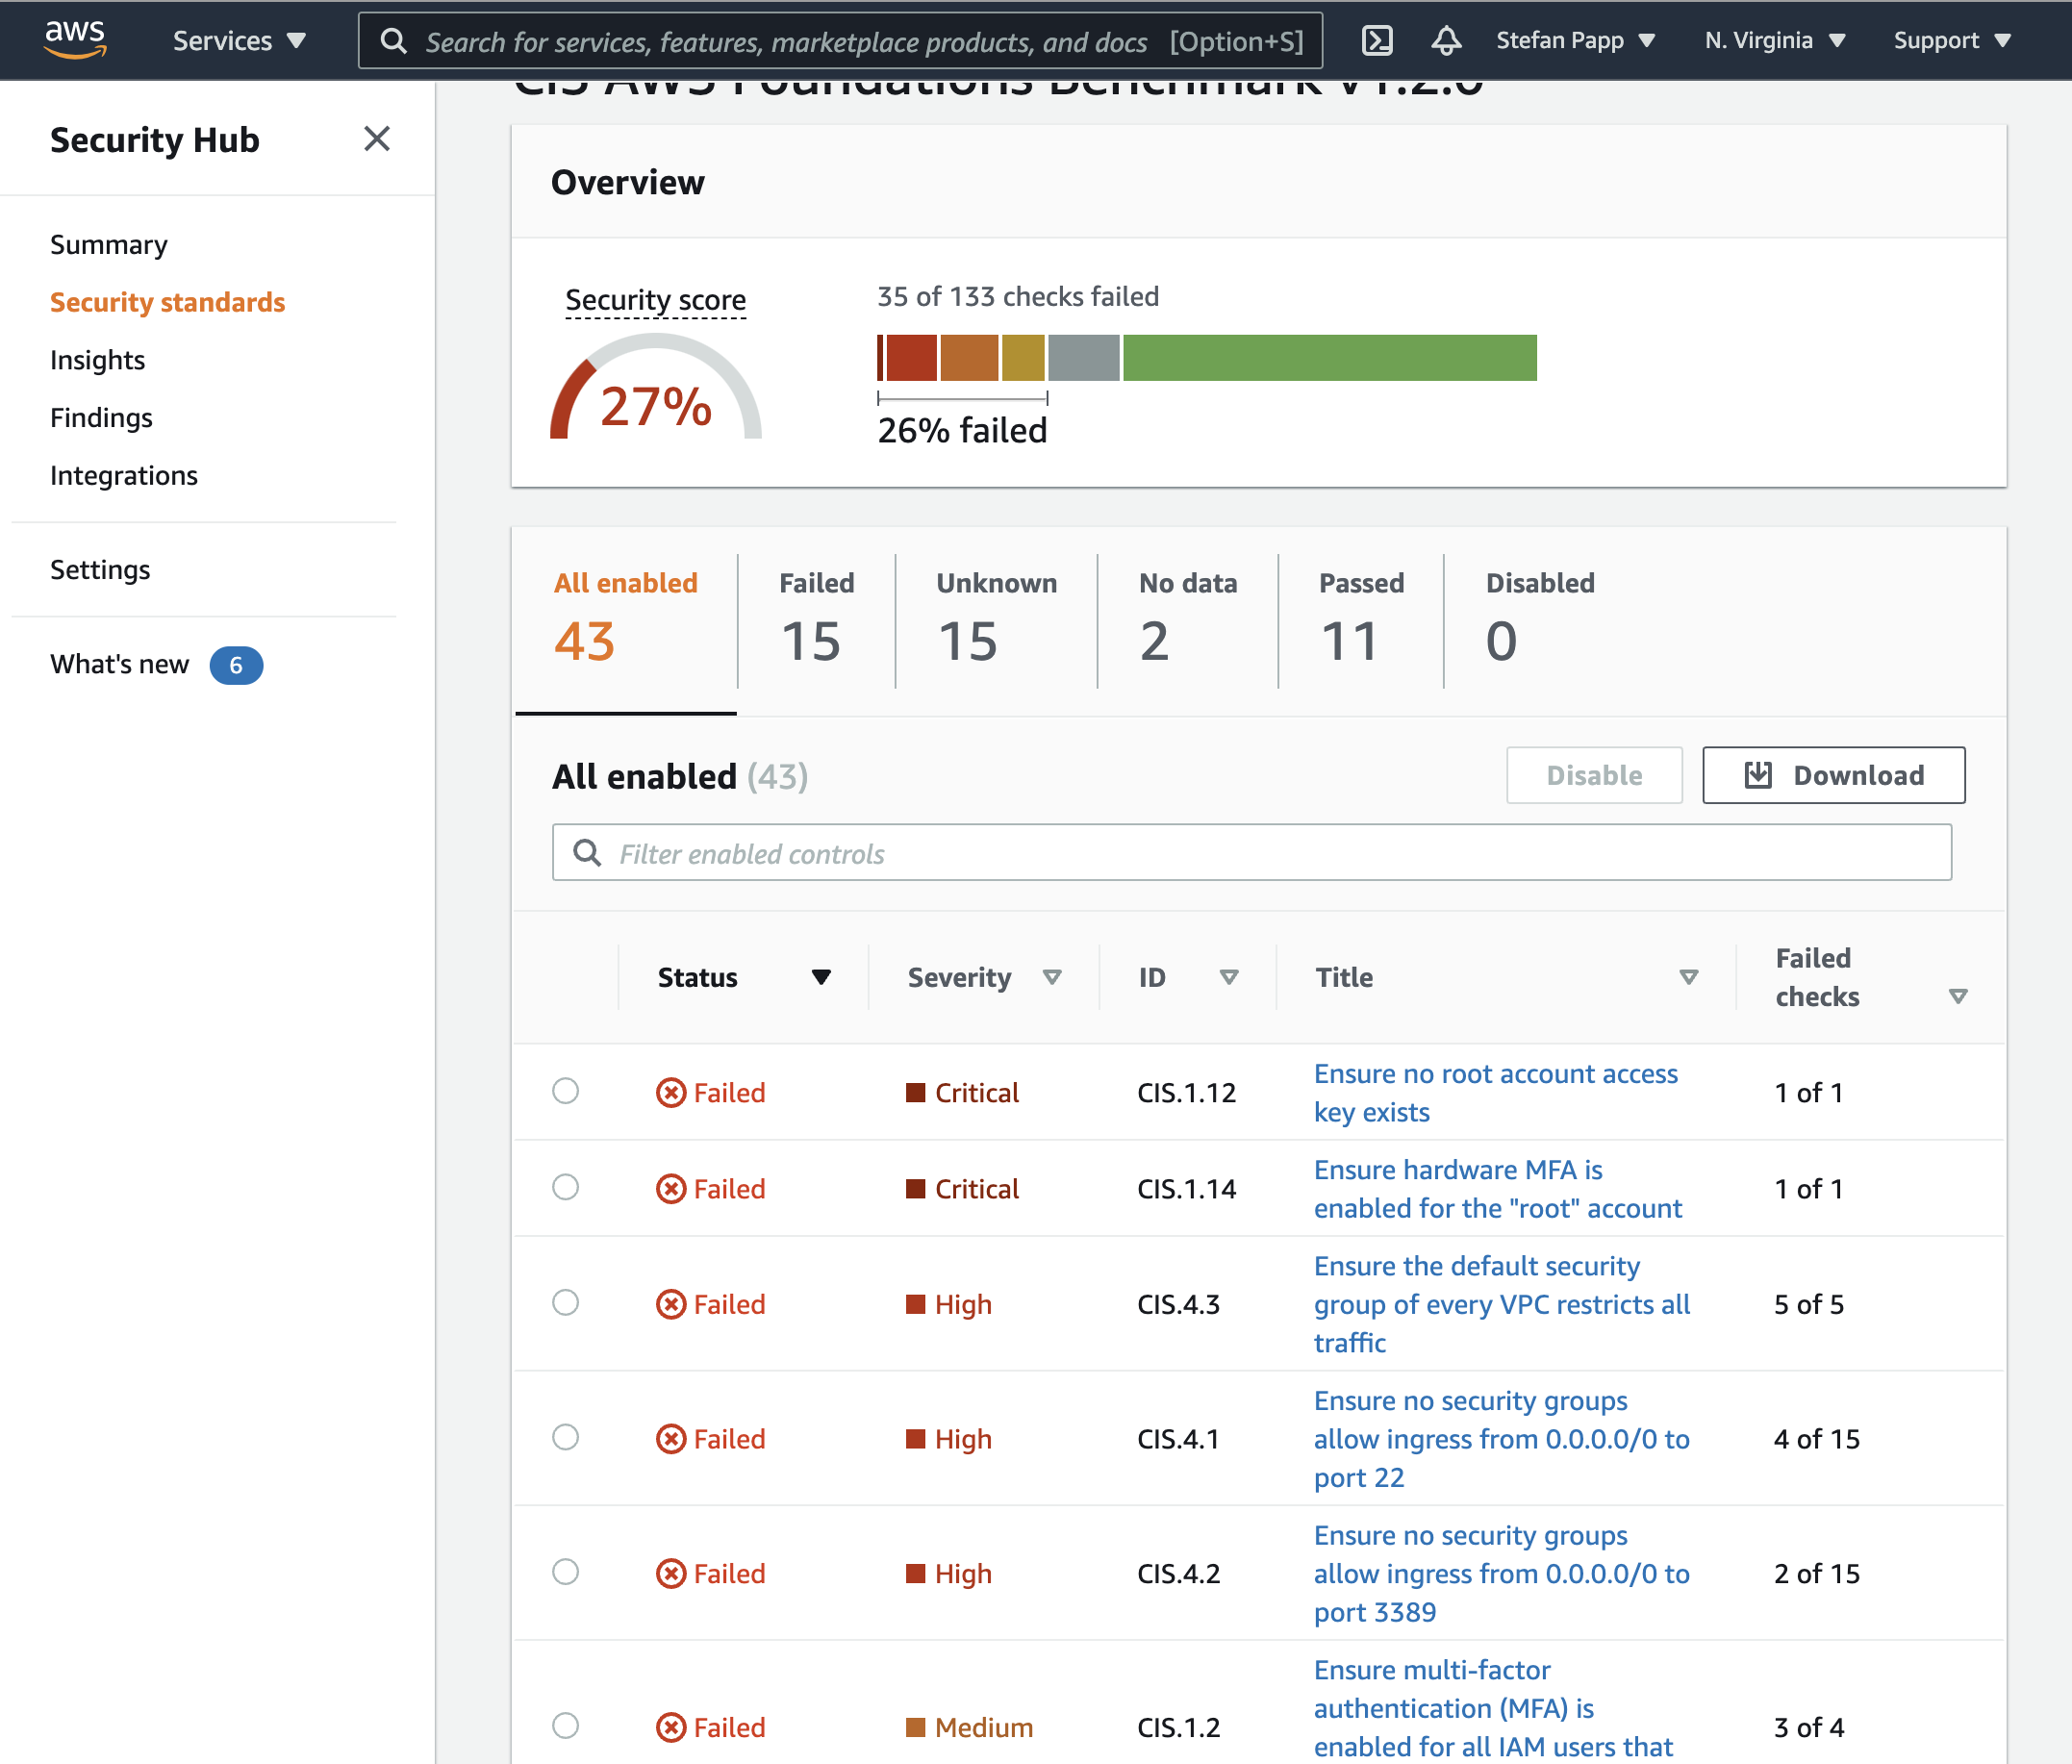 aws
Services
Search for services, features, marketplace products, and docs [Option+S]
Stefan Papp
N. Virginia
Support
Security Hub
Summary
Security standards
Insights
Findings
Integrations
Settings
What's new 6
CIS AWS Foundations Benchmark v1.2.0
Overview
Security score
27%
35 of 133 checks failed
26% failed
All enabled
43
Failed
15
Unknown
15
No data
2
Passed
11
Disabled
0
All enabled (43)
Disable
Download
Filter enabled controls
Status
Severity
ID
Title
Failed
checks
Failed
Critical
CIS.1.12
Ensure no root account access
key exists
1 of 1
Failed
Critical
CIS.1.14
Ensure hardware MFA is
enabled for the "root" account
1 of 1
Failed
High
CIS.4.3
Ensure the default security
group of every VPC restricts all
traffic
5 of 5
Failed
High
CIS.4.1
Ensure no security groups
allow ingress from 0.0.0.0/0 to
port 22
4 of 15
Failed
High
CIS.4.2
Ensure no security groups
allow ingress from 0.0.0.0/0 to
port 3389
2 of 15
Failed
Medium
CIS.1.2
Ensure multi-factor
authentication (MFA) is
enabled for all IAM users that
3 of 4